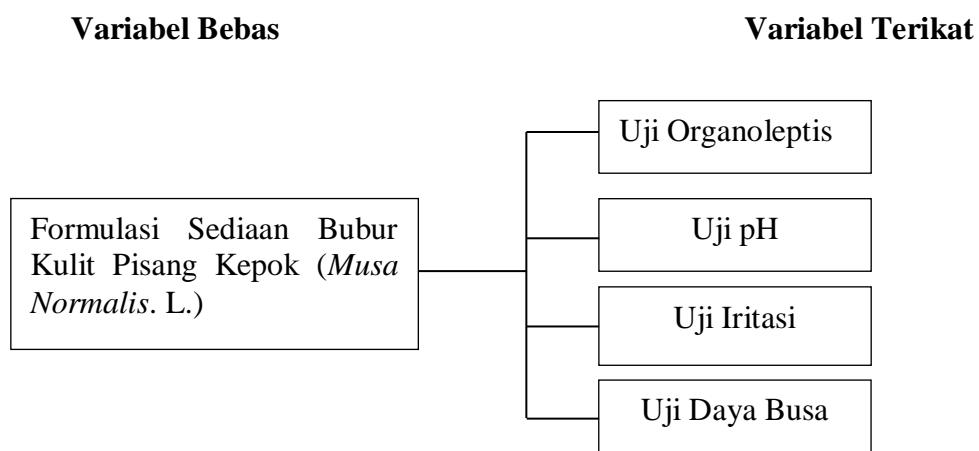 Variabel Bebas
Variabel Terikat
Formulasi Sediaan Bubur
Kulit Pisang Kepok (Musa
Normalis. L.)
Uji Organoleptis
Uji pH
Uji Iritasi
Uji Daya Busa